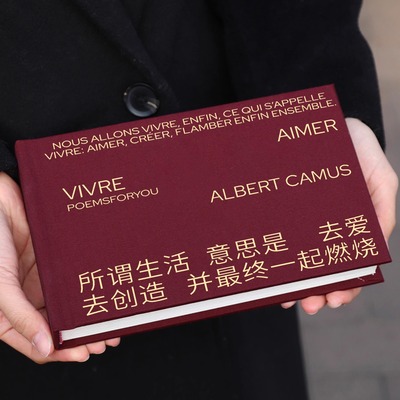 NOUS ALLONS VIVRE, ENFIN, CE QUI S'APPELLE
VIVRE: AIMER, CRÉER, FLAMBER ENFIN ENSEMBLE.
AIMER
VIVRE
POEMSFORYOU
ALBERT CAMUS
所谓生活 意思是 去爱
去创造 并最终一起燃烧